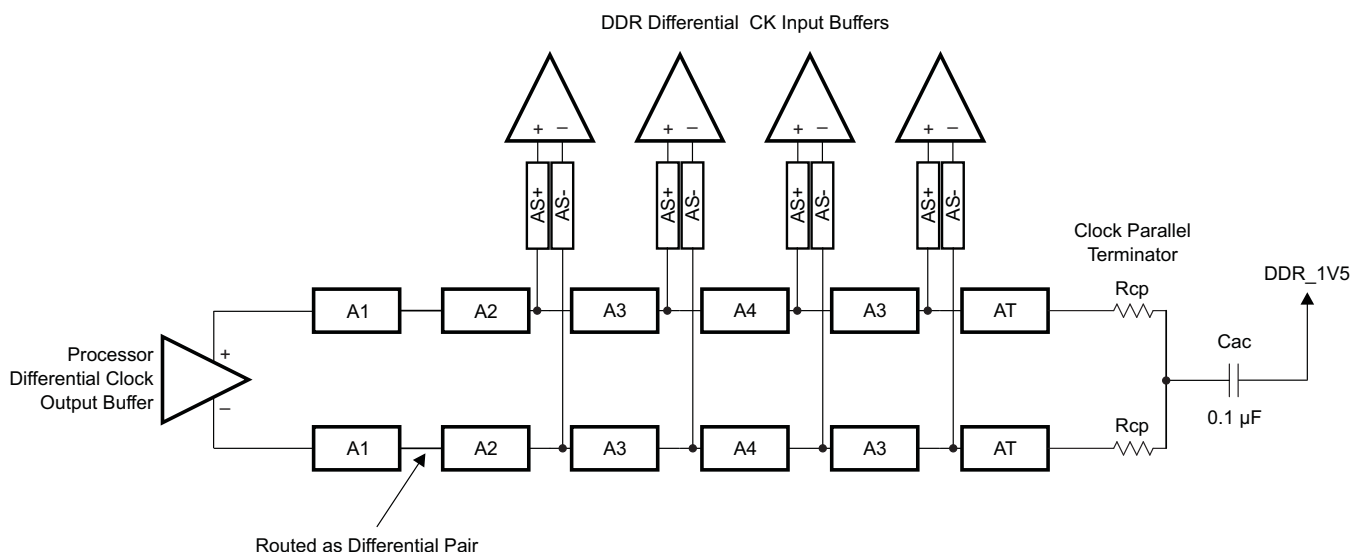 DDR Differential CK Input Buffers
+ − + − + − + −
AS+ AS- AS+ AS- AS+ AS- AS+ AS-
Clock Parallel
Terminator
DDR_1V5
A1 A2 A3 A4 A3 AT Rcp
Processor
Differential Clock
Output Buffer
+
−
Cac
0.1 µF
A1 A2 A3 A4 A3 AT Rcp
Routed as Differential Pair